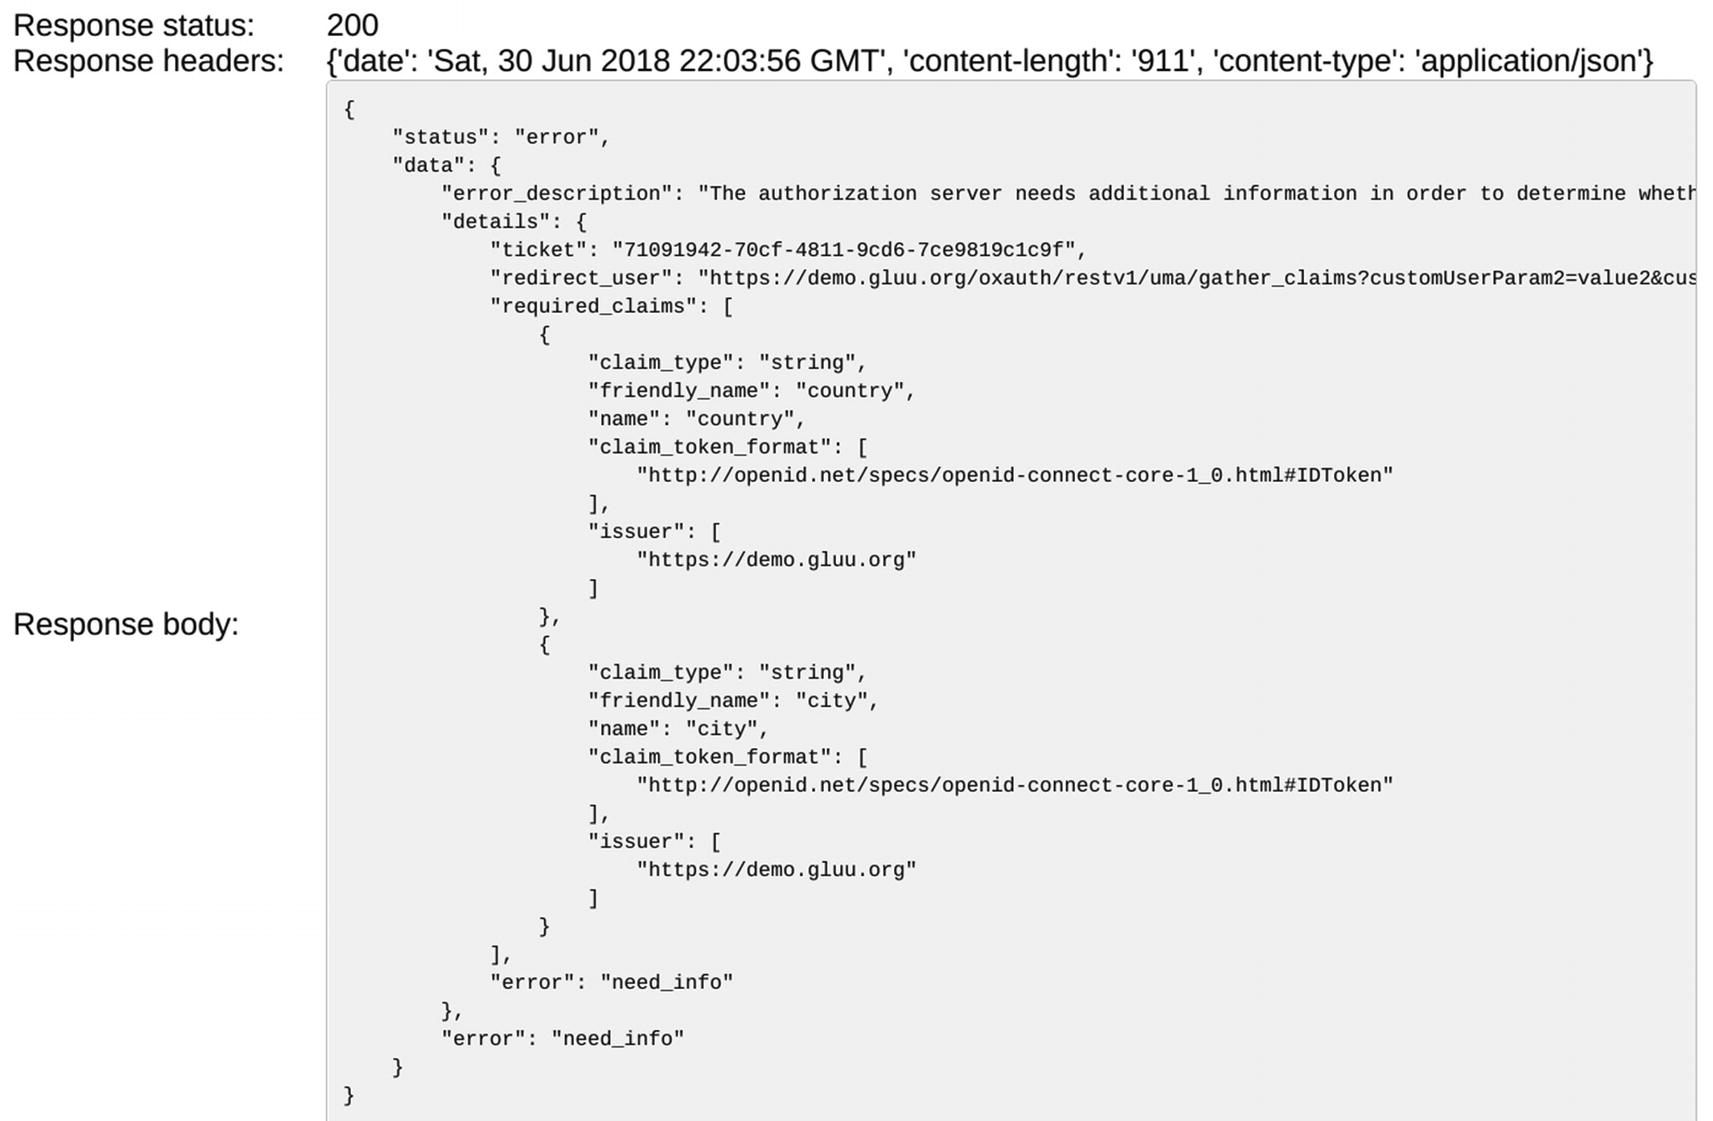 Response status: 200
Response headers: {'date': 'Sat, 30 Jun 2018 22:03:56 GMT', 'content-length': '911', 'content-type': 'application/json'}
Response body:
{
    "status": "error",
    "data": {
        "error_description": "The authorization server needs additional information in order to determine wheth
        "details": {
            "ticket": "71091942-70cf-4811-9cd6-7ce9819c1c9f",
            "redirect_user": "https://demo.gluu.org/oxauth/restv1/uma/gather_claims?customUserParam2=value2&cus
            "required_claims": [
                {
                    "claim_type": "string",
                    "friendly_name": "country",
                    "name": "country",
                    "claim_token_format": [
                        "http://openid.net/specs/openid-connect-core-1_0.html#IDToken"
                    ],
                    "issuer": [
                        "https://demo.gluu.org"
                    ]
                },
                {
                    "claim_type": "string",
                    "friendly_name": "city",
                    "name": "city",
                    "claim_token_format": [
                        "http://openid.net/specs/openid-connect-core-1_0.html#IDToken"
                    ],
                    "issuer": [
                        "https://demo.gluu.org"
                    ]
                }
            ],
            "error": "need_info"
        },
        "error": "need_info"
    }
}